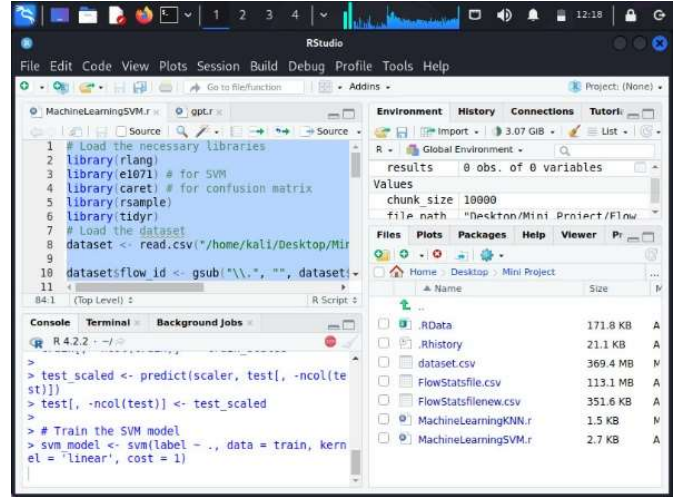 1 2 3 4 12:18
RStudio
File Edit Code View Plots Session Build Debug Profile Tools Help
Go to file/function Addins Project: (None)
MachineLearningSVM.r gpt.r
Source Source
1 # Load the necessary libraries
2 library(rlang)
3 library(e1071) # for SVM
4 library(caret) # for confusion matrix
5 library(rsample)
6 library(tidyr)
7 # Load the dataset
8 dataset <- read.csv("/home/kali/Desktop/Mir
9
10 dataset$flow_id <- gsub("\\.", "", dataset$
11
84:1 (Top Level) R Script
Console Terminal Background Jobs
R 4.2.2 · ~/
>
> test_scaled <- predict(scaler, test[, -ncol(te
st)])
> test[, -ncol(test)] <- test_scaled
>
> # Train the SVM model
> svm_model <- svm(label ~ ., data = train, kern
el = 'linear', cost = 1)
Environment History Connections Tutori
Import 3.07 GiB List
R Global Environment
results 0 obs. of 0 variables
Values
chunk_size 10000
file_path "Desktop/Mini Project/Flow
Files Plots Packages Help Viewer Pr
Home Desktop Mini Project ...
Name Size M
..
.RData 171.8 KB A
.Rhistory 21.1 KB A
dataset.csv 369.4 MB A
FlowStatsfile.csv 113.1 MB A
FlowStatsfilenew.csv 351.6 KB A
MachineLearningKNN.r 1.5 KB M
MachineLearningSVM.r 2.7 KB A